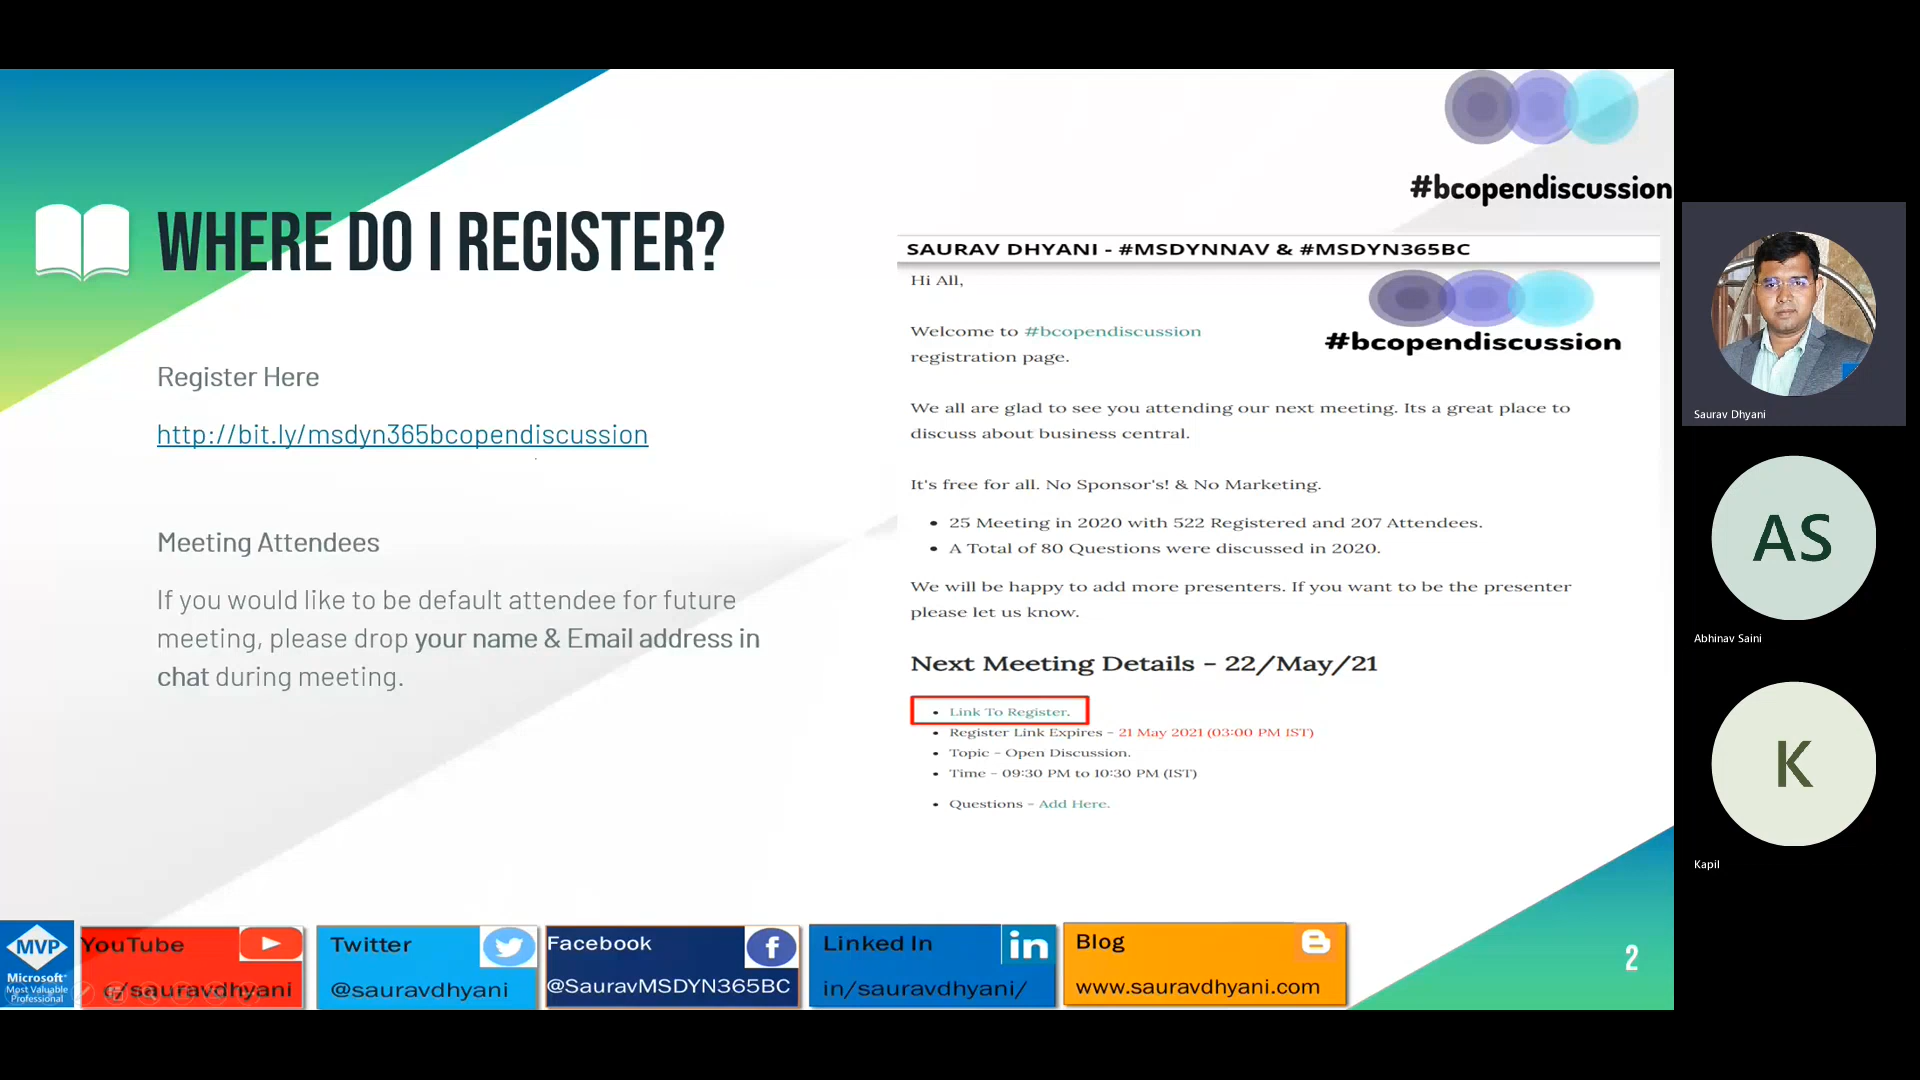 #bcopendiscussion
WHERE DO I REGISTER?
Register Here
http://bit.ly/msdyn365bcopendiscussion
Meeting Attendees
If you would like to be default attendee for future
meeting, please drop your name & Email address in
chat during meeting.
SAURAV DHYANI - #MSDYNNAV & #MSDYN365BC
Hi All,
#bcopendiscussion
Welcome to #bcopendiscussion
registration page.
We all are glad to see you attending our next meeting. Its a great place to
discuss about business central.
It's free for all. No Sponsor's! & No Marketing.
• 25 Meeting in 2020 with 522 Registered and 207 Attendees.
• A Total of 80 Questions were discussed in 2020.
We will be happy to add more presenters. If you want to be the presenter
please let us know.
Next Meeting Details - 22/May/21
• Link To Register.
• Register Link Expires - 21 May 2021 (03:00 PM IST)
• Topic - Open Discussion.
• Time - 09:30 PM to 10:30 PM (IST)
• Questions - Add Here.
MVP
Microsoft®
Most Valuable
Professional
YouTube
c/sauravdhyani
Twitter
@sauravdhyani
Facebook
@SauravMSDYN365BC
Linked In
in
in/sauravdhyani/
Blog
www.sauravdhyani.com
2
Saurav Dhyani
AS
Abhinav Saini
K
Kapil